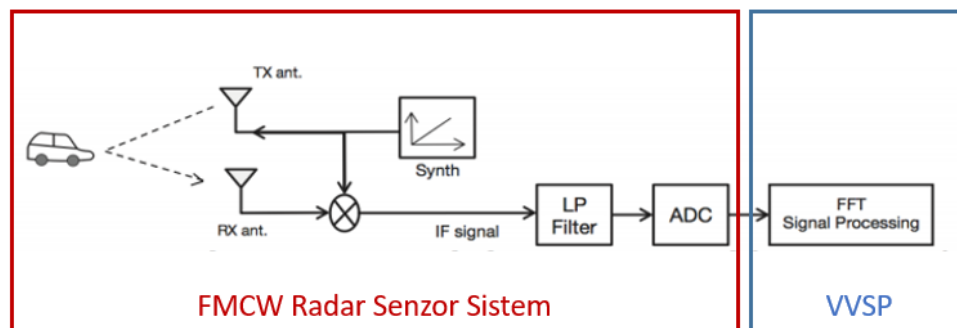 TX ant.
Synth
RX ant.
IF signal
LP
Filter
ADC
FFT
Signal Processing
FMCW Radar Senzor Sistem
VVSP